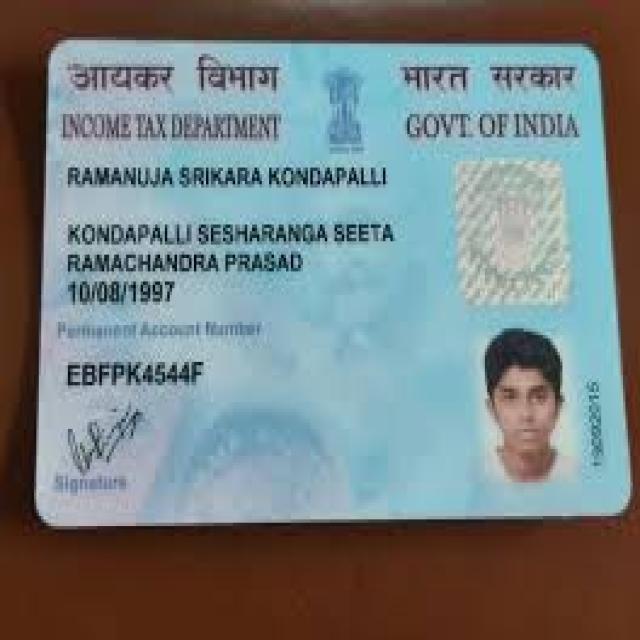 आयकर विभाग
भारत सरकार
INCOME TAX DEPARTMENT
GOVT. OF INDIA
RAMANUJA SRIKARA KONDAPALLI
KONDAPALLI SESHARANGA SEETA
RAMACHANDRA PRASAD
10/08/1997
Permanent Account Number
EBFPK4544F
Signature